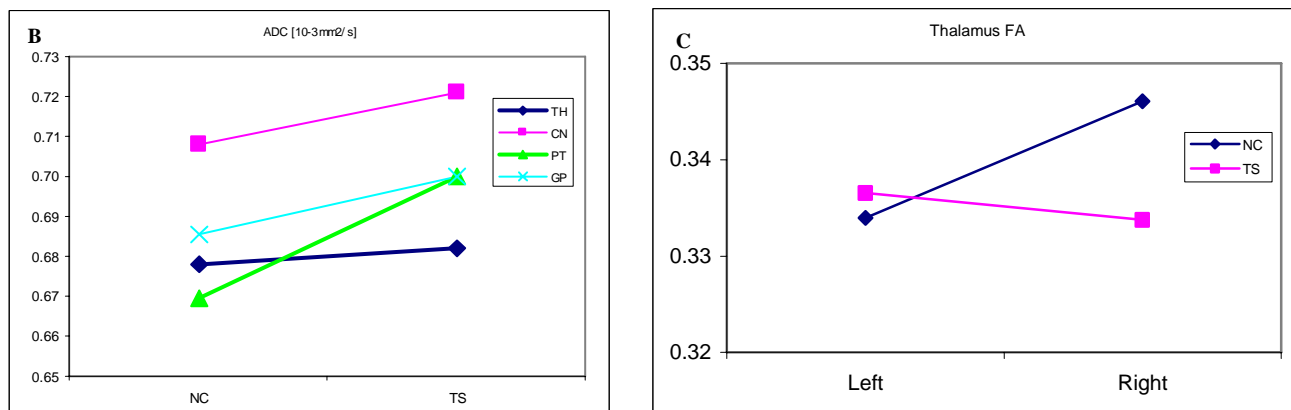 B
ADC [10-3mm2/ s]
0.73
0.72
0.71
0.70
0.69
0.68
0.67
0.66
0.65
NC
TS
TH
CN
PT
GP
C
Thalamus FA
0.35
0.34
0.33
0.32
Left
Right
NC
TS